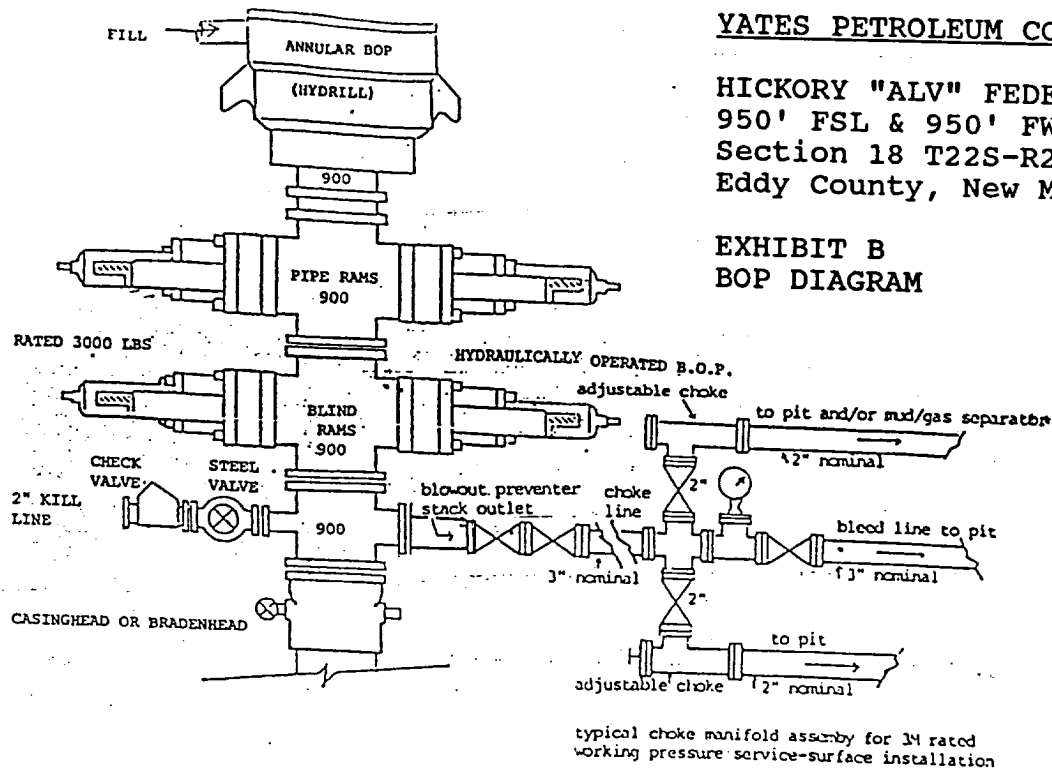 YATES PETROLEUM CO
HICKORY "ALV" FEDE
950' FSL & 950' FW
Section 18 T22S-R2
Eddy County, New M
EXHIBIT B
BOP DIAGRAM
FILL
ANNULAR BOP
(HYDRILL)
900
PIPE RAMS
900
RATED 3000 LBS
HYDRAULICALLY OPERATED B.O.P.
BLIND
RAMS
900
adjustable choke
to pit and/or mud/gas separator
2" nominal
CHECK
VALVE
STEEL
VALVE
2" KILL
LINE
blowout preventer
stack outlet
choke
line
2"
900
3" nominal
bleed line to pit
3" nominal
2"
CASINGHEAD OR BRADENHEAD
to pit
adjustable choke
2" nominal
typical choke manifold assemby for 3M rated
working pressure service-surface installation